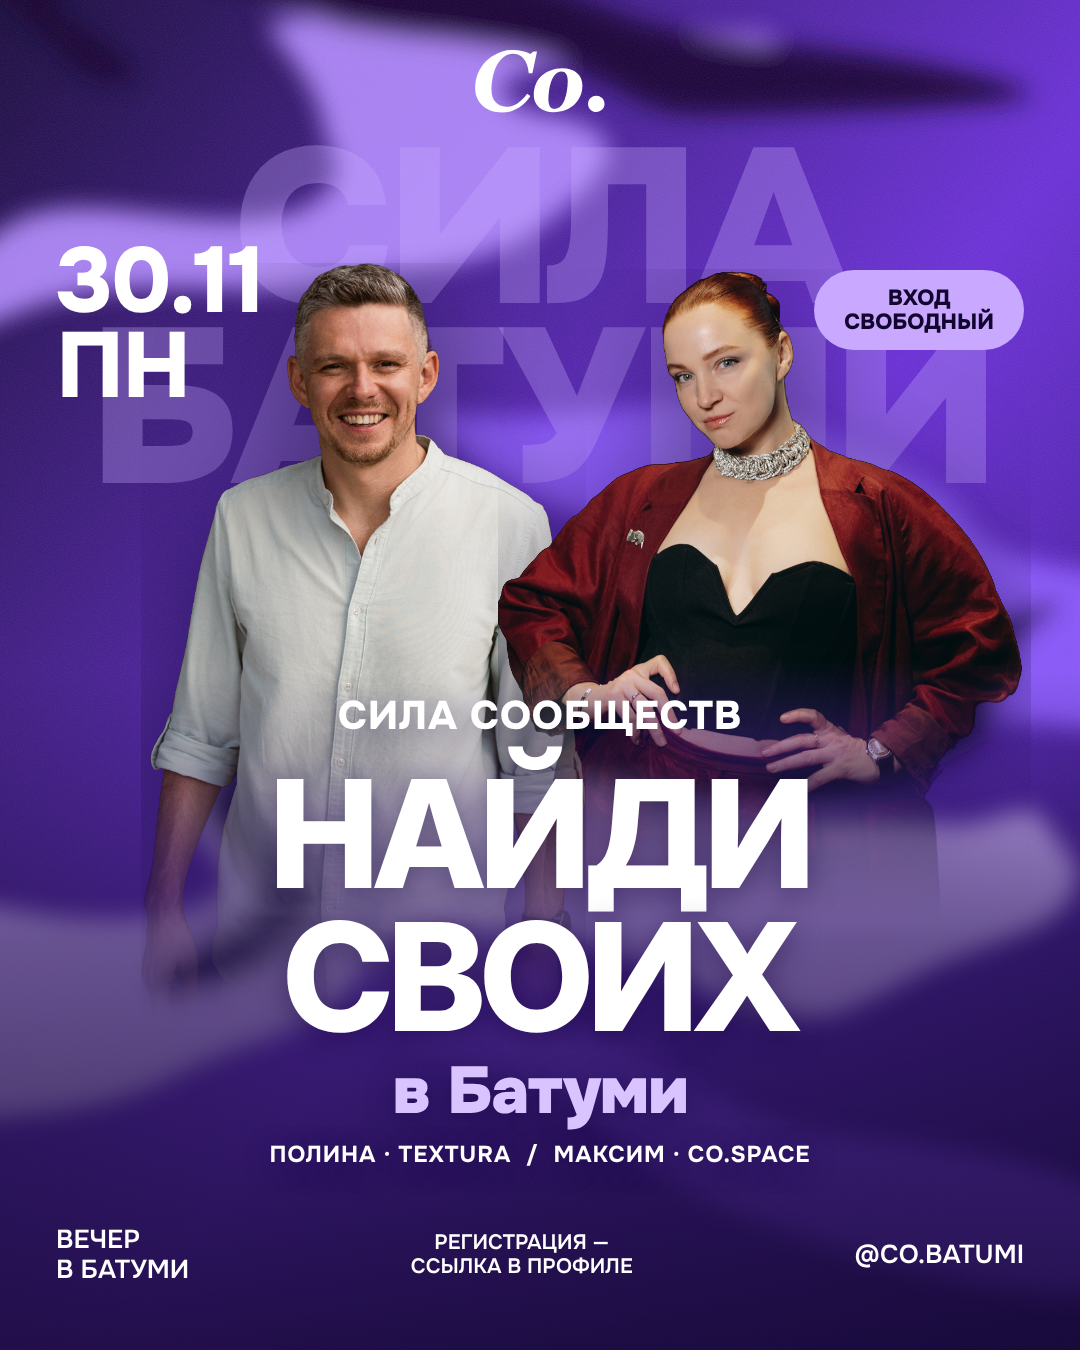 Co.
СИЛА
БАТУМИ
30.11
ПН
ВХОД
СВОБОДНЫЙ
СИЛА СООБЩЕСТВ
НАЙДИ
СВОИХ
в Батуми
ПОЛИНА · TEXTURA / МАКСИМ · CO.SPACE
ВЕЧЕР
В БАТУМИ
РЕГИСТРАЦИЯ —
ССЫЛКА В ПРОФИЛЕ
@CO.BATUMI